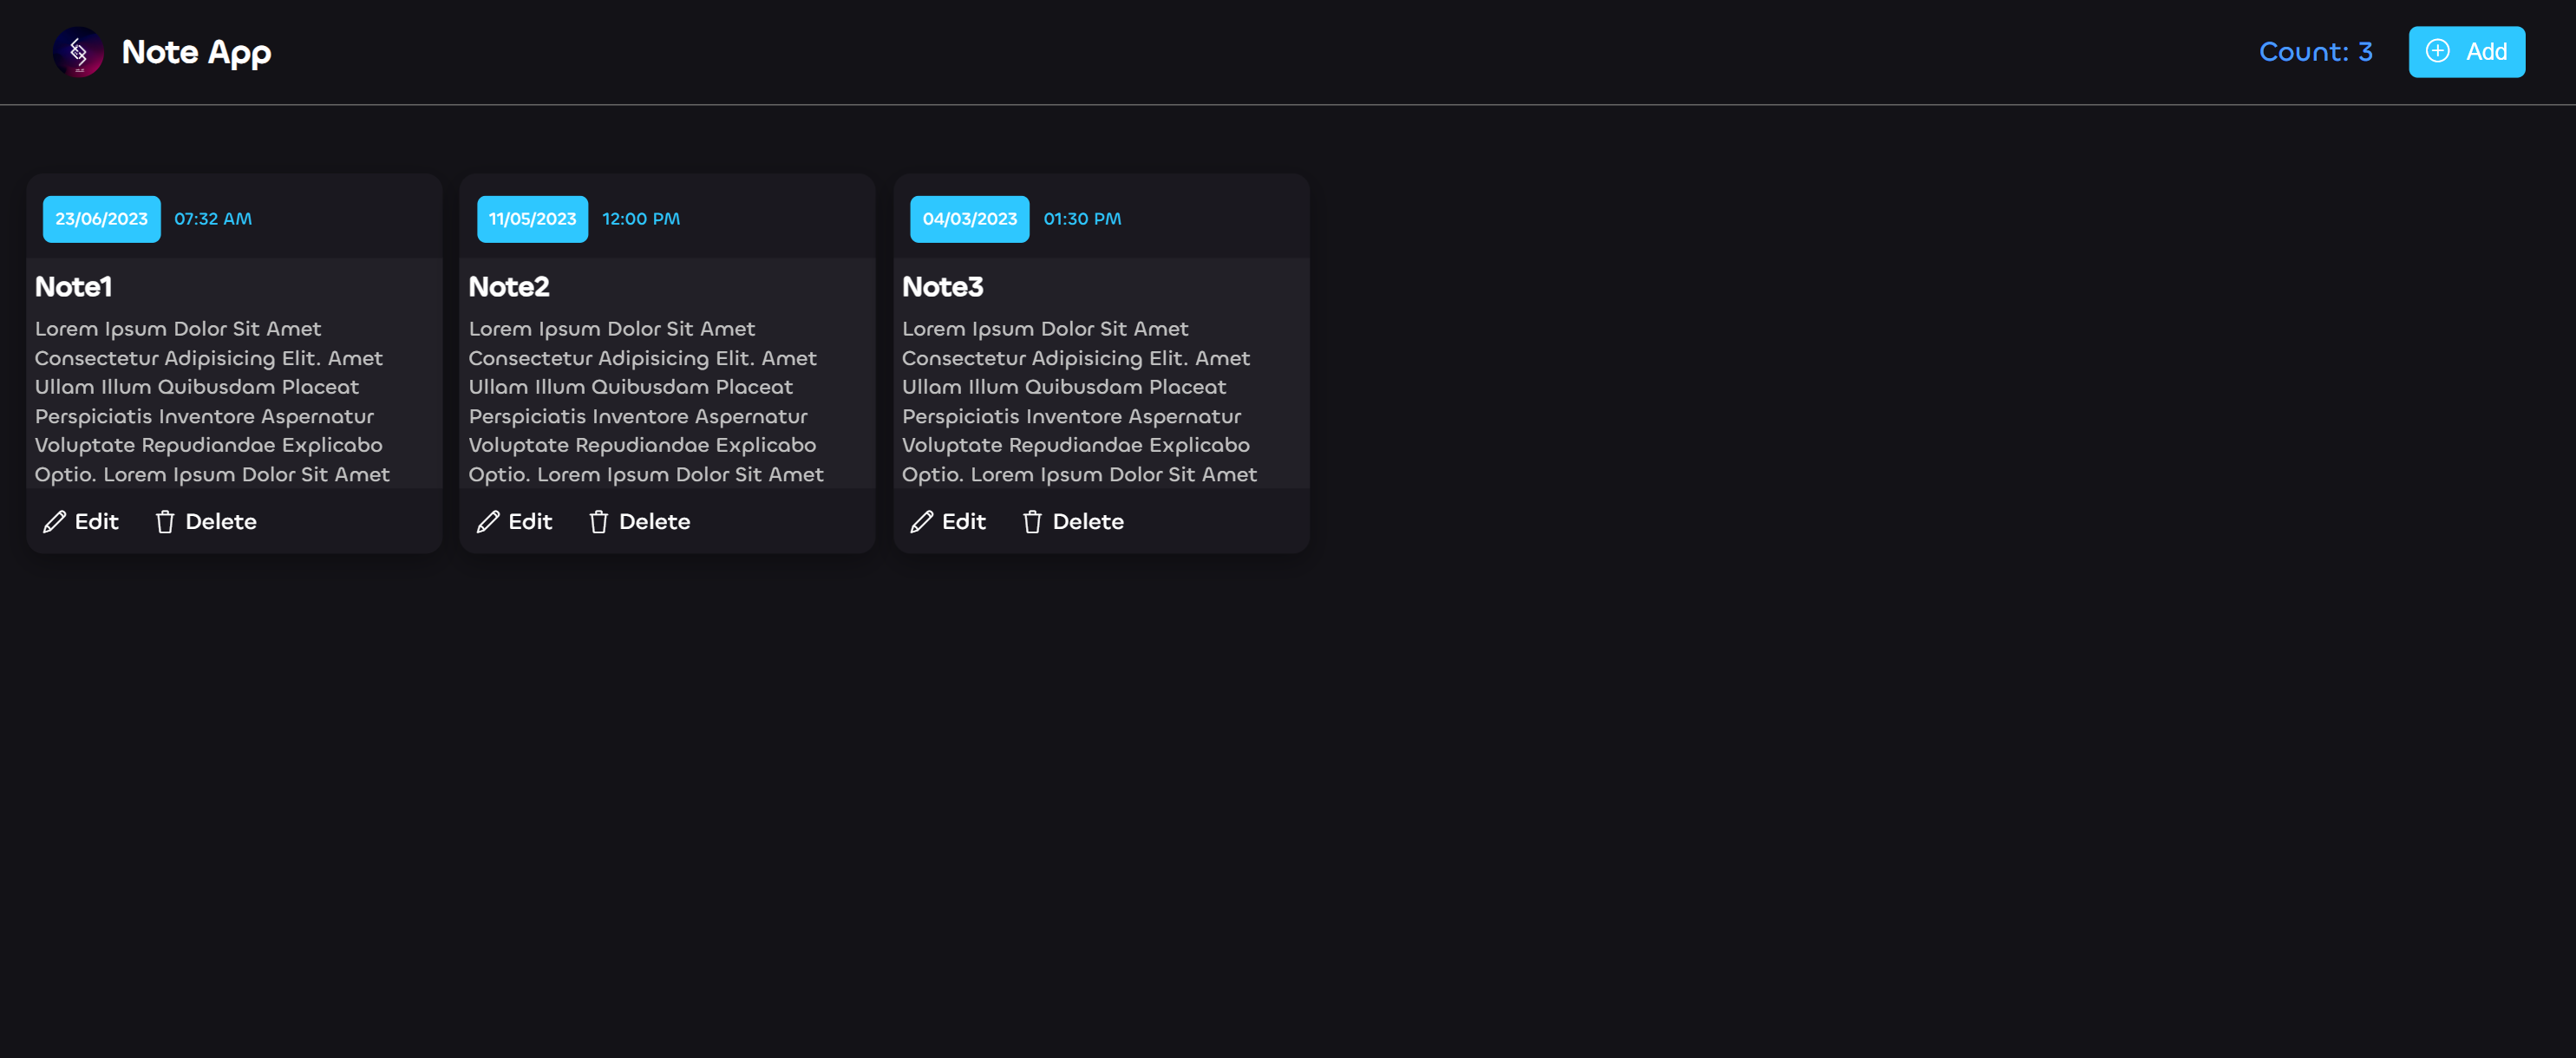 Note App
Count: 3
Add
23/06/2023 07:32 AM
Note1
Lorem Ipsum Dolor Sit Amet
Consectetur Adipisicing Elit. Amet
Ullam Illum Quibusdam Placeat
Perspiciatis Inventore Aspernatur
Voluptate Repudiandae Explicabo
Optio. Lorem Ipsum Dolor Sit Amet
Edit Delete
11/05/2023 12:00 PM
Note2
Lorem Ipsum Dolor Sit Amet
Consectetur Adipisicing Elit. Amet
Ullam Illum Quibusdam Placeat
Perspiciatis Inventore Aspernatur
Voluptate Repudiandae Explicabo
Optio. Lorem Ipsum Dolor Sit Amet
Edit Delete
04/03/2023 01:30 PM
Note3
Lorem Ipsum Dolor Sit Amet
Consectetur Adipisicing Elit. Amet
Ullam Illum Quibusdam Placeat
Perspiciatis Inventore Aspernatur
Voluptate Repudiandae Explicabo
Optio. Lorem Ipsum Dolor Sit Amet
Edit Delete